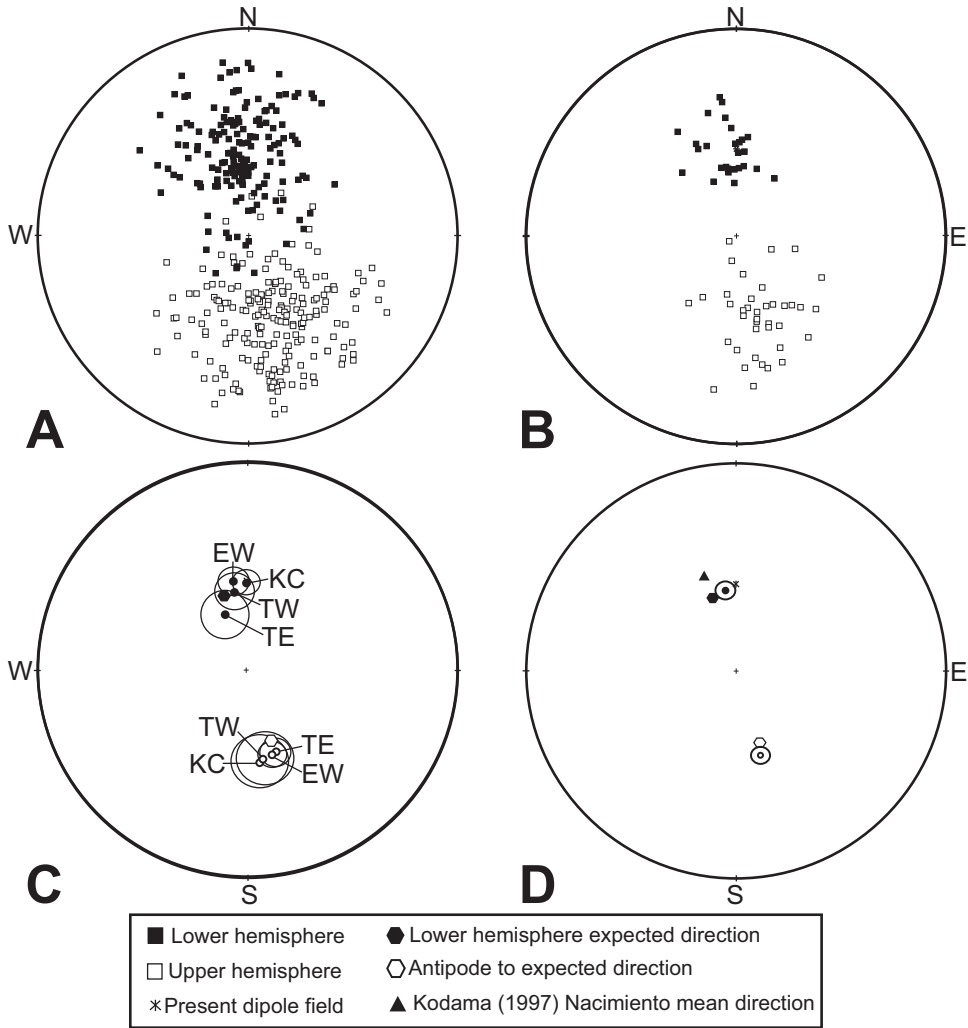 N
N
W
E
A
B
EW
KC
TW
TE
W
E
TW
TE
KC
EW
C
S
D
S
Lower hemisphere
Lower hemisphere expected direction
Upper hemisphere
Antipode to expected direction
Present dipole field
Kodama (1997) Nacimiento mean direction